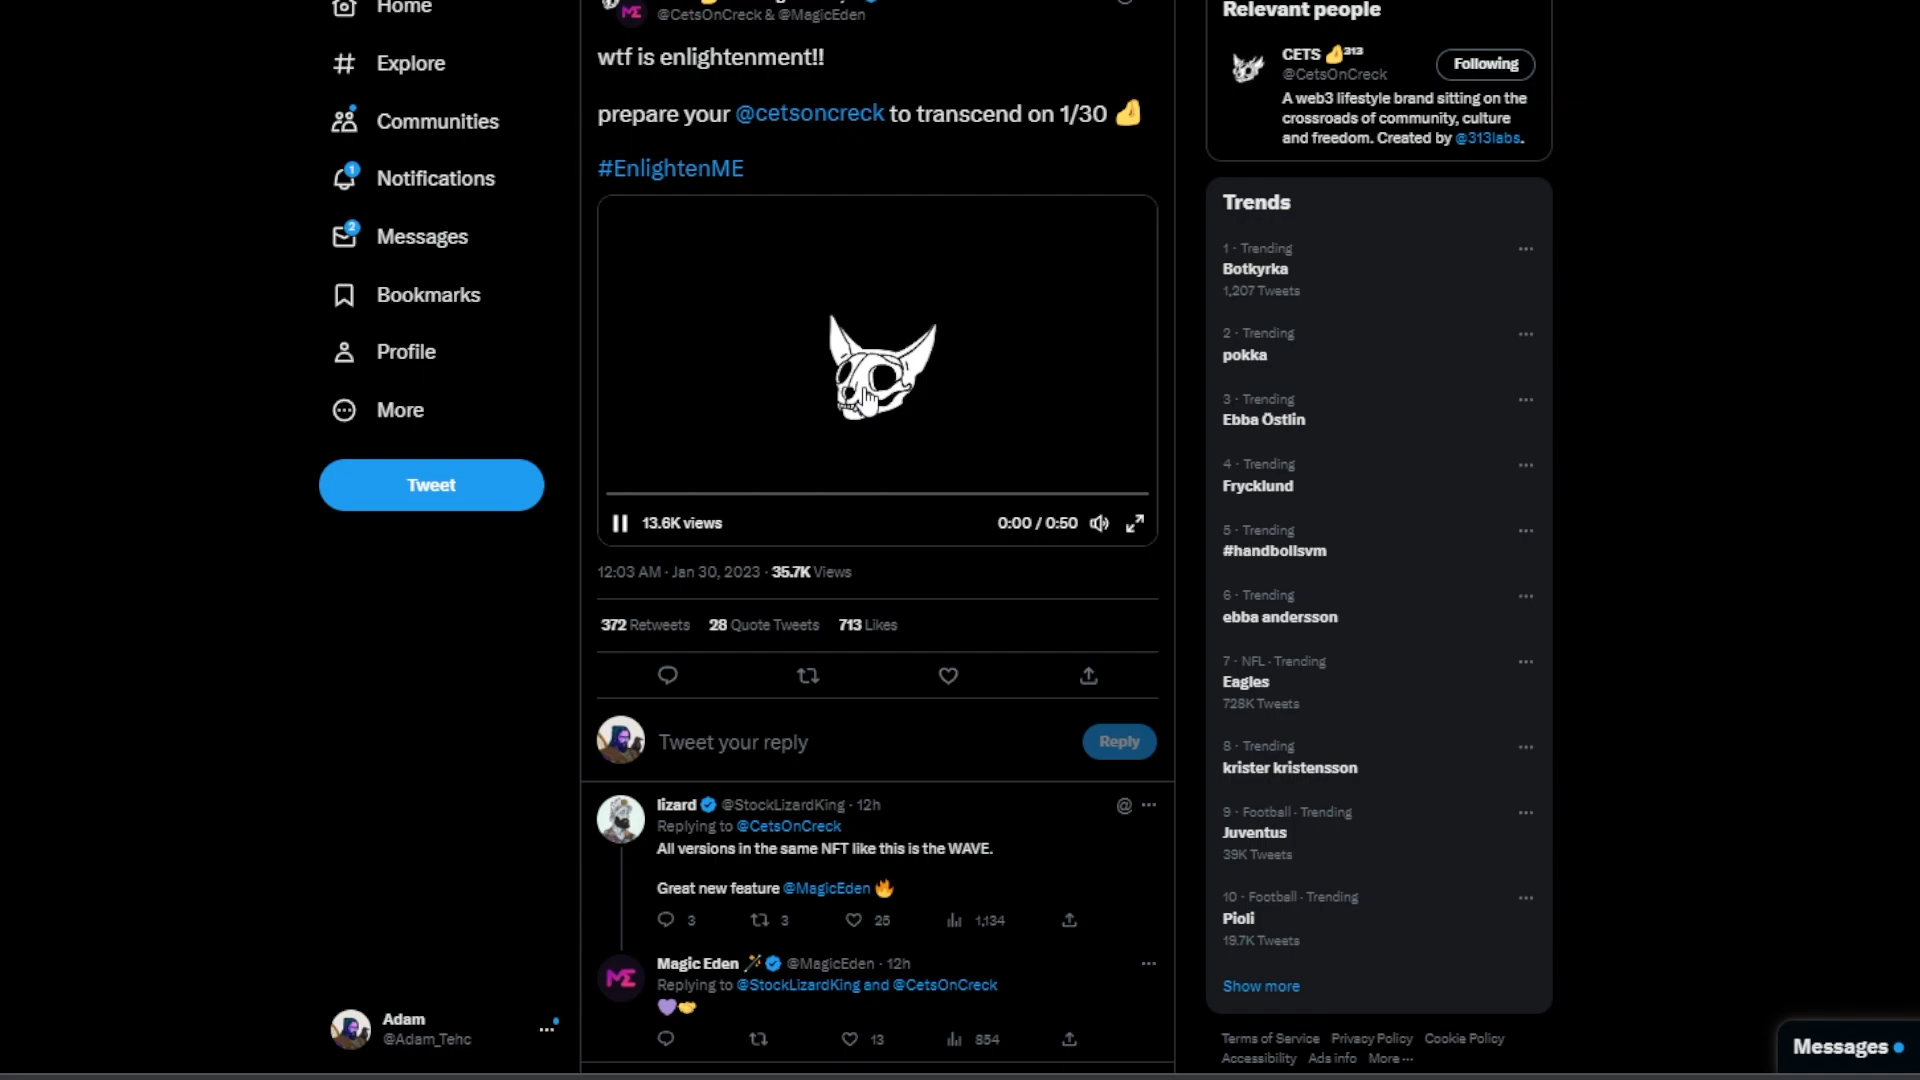 Home
Explore
Communities
1
Notifications
2
Messages
Bookmarks
Profile
More
Tweet
Adam
@Adam_Tehc
ME
@CetsOnCreck & @MagicEden
wtf is enlightenment!!
prepare your @cetsoncreck to transcend on 1/30
#EnlightenME
13.6K views
0:00 / 0:50
12:03 AM · Jan 30, 2023 · 35.7K Views
372 Retweets 28 Quote Tweets 713 Likes
Tweet your reply
Reply
lizard @StockLizardKing · 12h
Replying to @CetsOnCreck
All versions in the same NFT like this is the WAVE.
Great new feature @MagicEden
3 3 25 1,134
ME
Magic Eden @MagicEden · 12h
Replying to @StockLizardKing and @CetsOnCreck
13 854
Relevant people
CETS ³¹³
@CetsOnCreck
Following
A web3 lifestyle brand sitting on the
crossroads of community, culture
and freedom. Created by @313labs.
Trends
1 · Trending
Botkyrka
1,207 Tweets
2 · Trending
pokka
3 · Trending
Ebba Östlin
4 · Trending
Frycklund
5 · Trending
#handbollsvm
6 · Trending
ebba andersson
7 · NFL · Trending
Eagles
728K Tweets
8 · Trending
krister kristensson
9 · Football · Trending
Juventus
39K Tweets
10 · Football · Trending
Pioli
19.7K Tweets
Show more
Terms of Service Privacy Policy Cookie Policy
Accessibility Ads info More ···
Messages